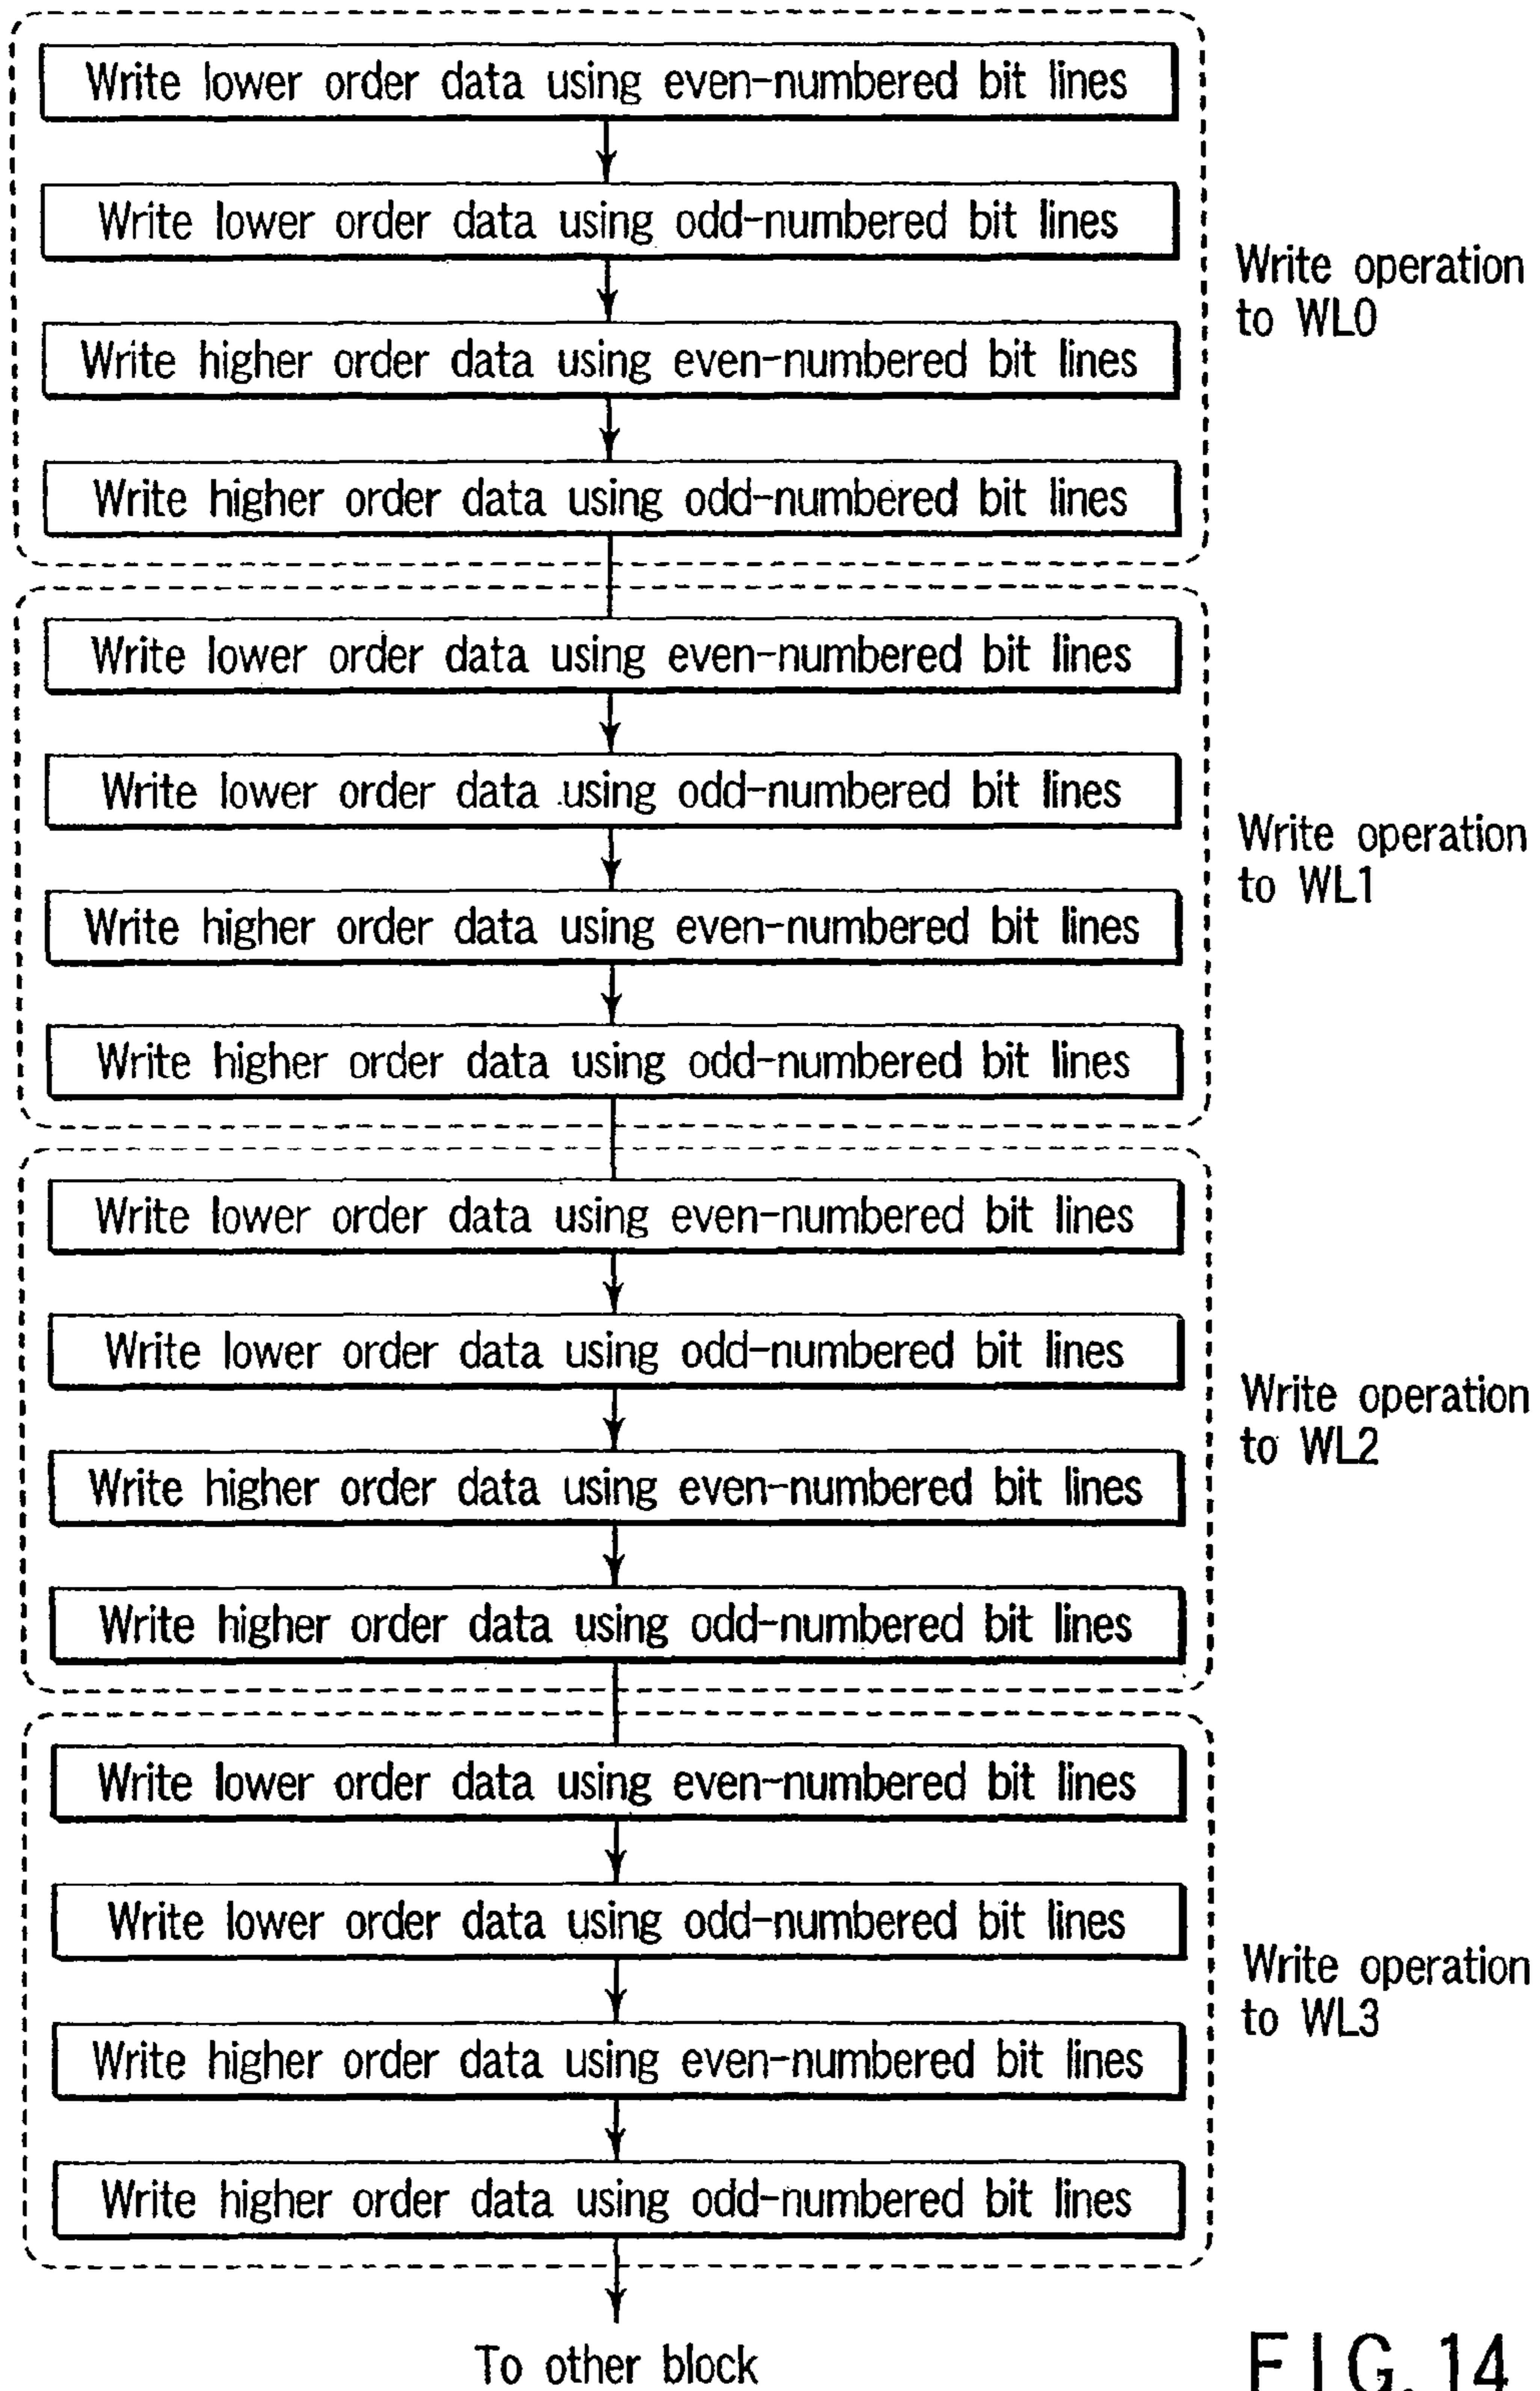 Write lower order data using even-numbered bit lines
Write lower order data using odd-numbered bit lines
Write higher order data using even-numbered bit lines
Write higher order data using odd-numbered bit lines
Write operation
to WL0
Write lower order data using even-numbered bit lines
Write lower order data using odd-numbered bit lines
Write higher order data using even-numbered bit lines
Write higher order data using odd-numbered bit lines
Write operation
to WL1
Write lower order data using even-numbered bit lines
Write lower order data using odd-numbered bit lines
Write higher order data using even-numbered bit lines
Write higher order data using odd-numbered bit lines
Write operation
to WL2
Write lower order data using even-numbered bit lines
Write lower order data using odd-numbered bit lines
Write higher order data using even-numbered bit lines
Write higher order data using odd-numbered bit lines
Write operation
to WL3
To other block
FIG. 14